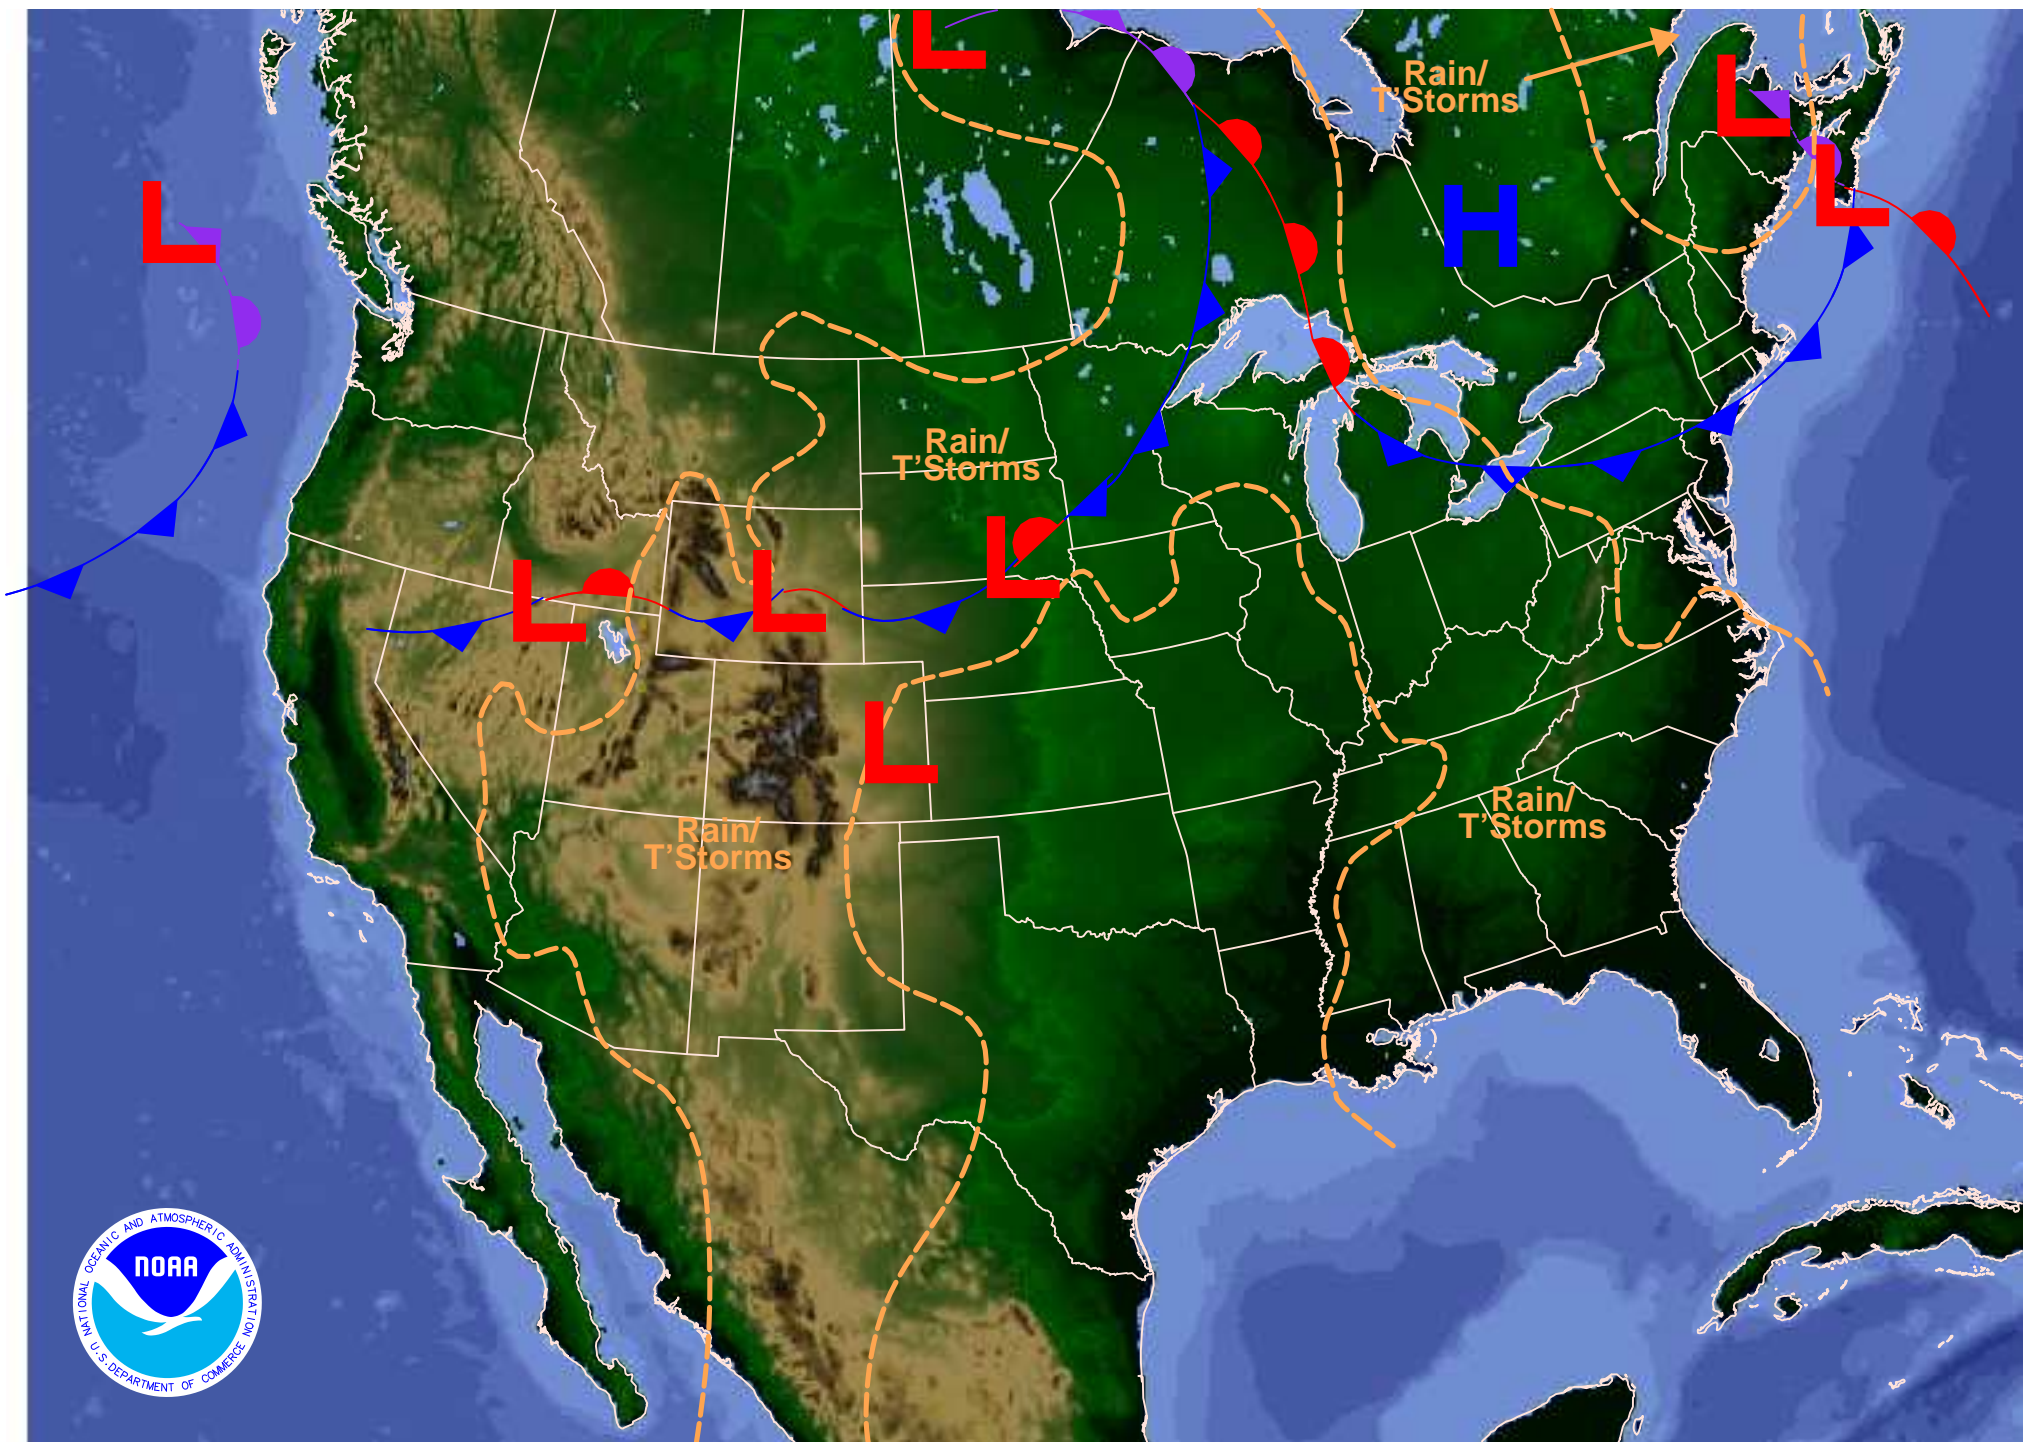 L
L
Rain/
T'Storms
L
L
H
L
Rain/
T'Storms
L
L
L
L
Rain/
T'Storms
Rain/
T'Storms
NATIONAL OCEANIC AND ATMOSPHERIC ADMINISTRATION
NOAA
U.S. DEPARTMENT OF COMMERCE